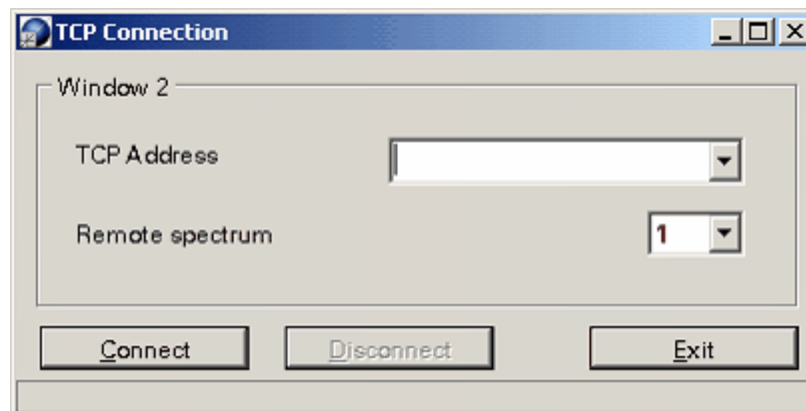 TCP Connection
Window 2
TCP Address
Remote spectrum 1
Connect Disconnect Exit